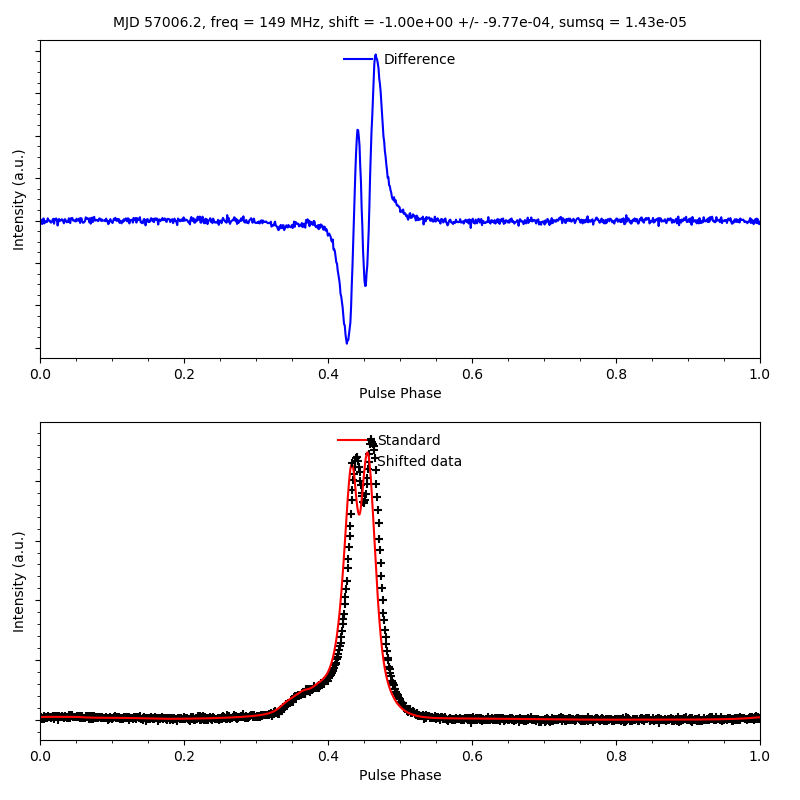 MJD 57006.2, freq = 149 MHz, shift = -1.00e+00 +/- -9.77e-04, sumsq = 1.43e-05
Difference
Intensity (a.u.)
0.0 0.2 0.4 0.6 0.8 1.0
Pulse Phase
Standard
Shifted data
Intensity (a.u.)
0.0 0.2 0.4 0.6 0.8 1.0
Pulse Phase